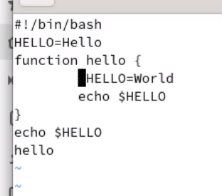 #!/bin/bash
HELLO=Hello
function hello {
        HELLO=World
        echo $HELLO
}
echo $HELLO
hello
~
~